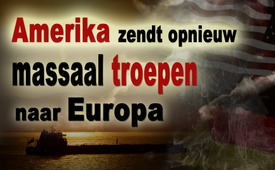 Amerika zendt opnieuw
massaal troepen
naar Europa